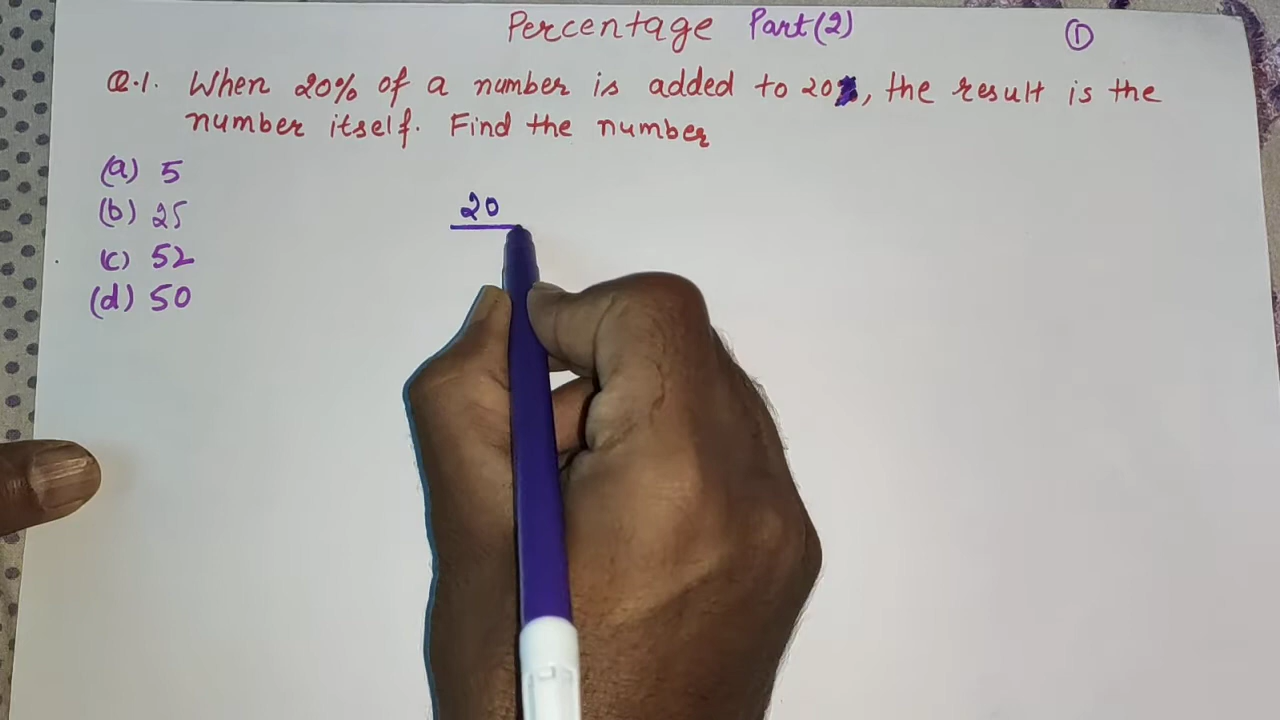 Percentage Part(2) 1
Q.1. When 20% of a number is added to 20, the result is the
number itself. Find the number
(a) 5
(b) 25
(c) 52
(d) 50
20